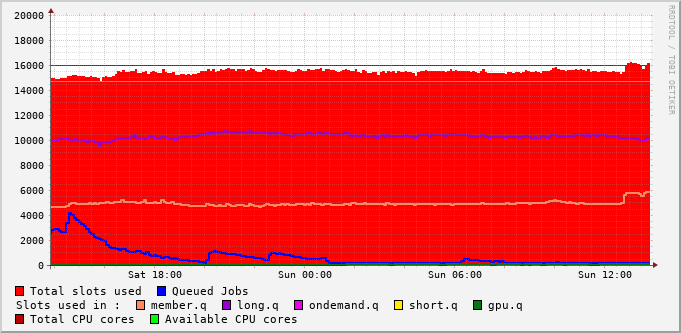 20000
18000
16000
14000
12000
10000
8000
6000
4000
2000
0
Sat 18:00 Sun 00:00 Sun 06:00 Sun 12:00
RRDTOOL / TOBI OETIKER
Total slots used Queued Jobs
Slots used in : member.q long.q ondemand.q short.q gpu.q
Total CPU cores Available CPU cores